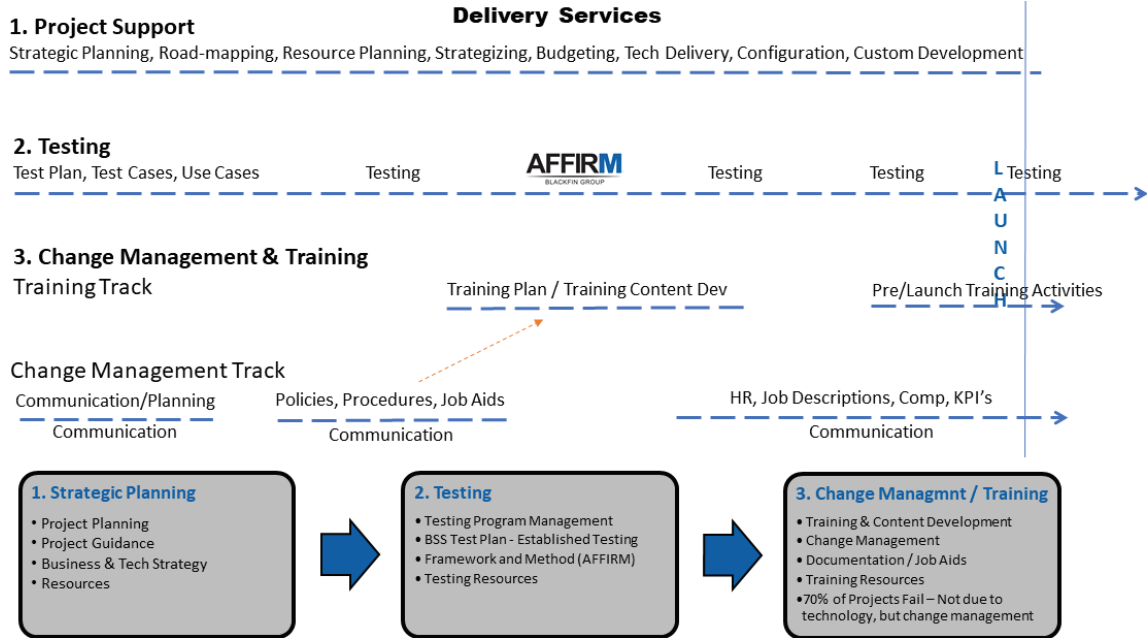 Delivery Services
1. Project Support
Strategic Planning, Road-mapping, Resource Planning, Strategizing, Budgeting, Tech Delivery, Configuration, Custom Development
2. Testing
Test Plan, Test Cases, Use Cases
Testing
AFFIRM
BLACKFIN GROUP
Testing
Testing
Testing
LAUNCH
3. Change Management & Training
Training Track
Training Plan / Training Content Dev
Pre/Launch Training Activities
Change Management Track
Communication/Planning
Communication
Policies, Procedures, Job Aids
Communication
HR, Job Descriptions, Comp, KPI's
Communication
1. Strategic Planning
• Project Planning
• Project Guidance
• Business & Tech Strategy
• Resources
2. Testing
• Testing Program Management
• BSS Test Plan - Established Testing
• Framework and Method (AFFIRM)
• Testing Resources
3. Change Managmnt / Training
• Training & Content Development
• Change Management
• Documentation / Job Aids
• Training Resources
•70% of Projects Fail – Not due to
technology, but change management